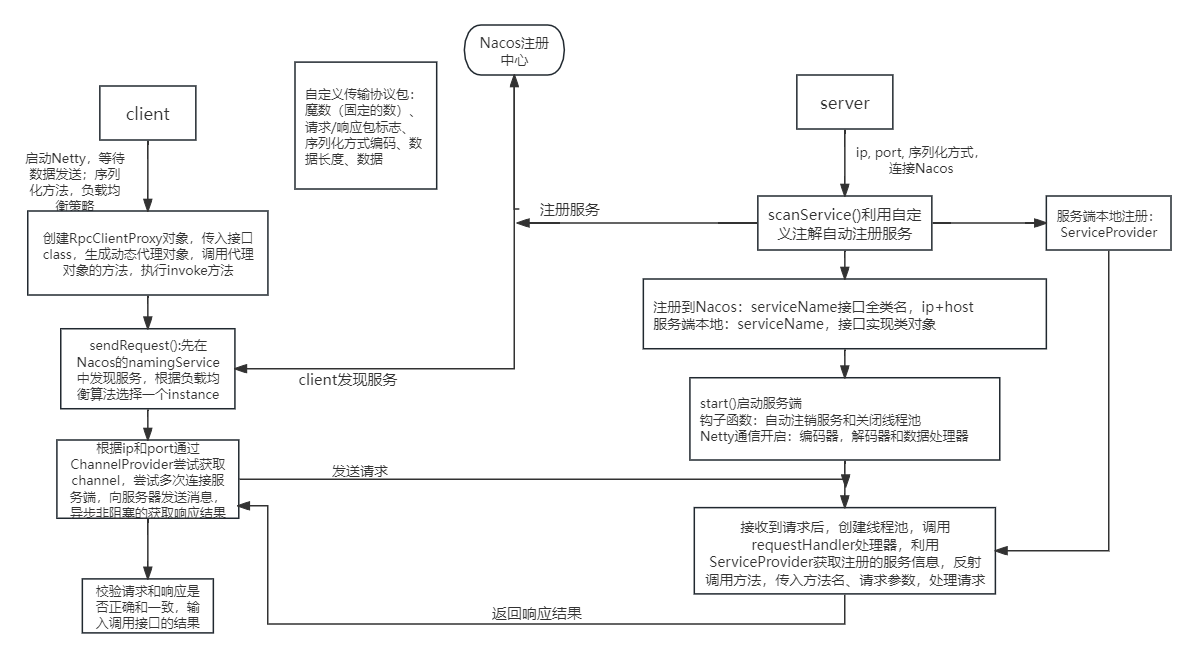 Nacos注册
中心
自定义传输协议包：
魔数（固定的数）、
请求/响应包标志、
序列化方式编码、数
据长度、数据
client
server
启动Netty，等待
数据发送；序列
化方法，负载均
衡策略
ip, port, 序列化方式，
连接Nacos
创建RpcClientProxy对象，传入接口
class，生成动态代理对象，调用代理
对象的方法，执行invoke方法
注册服务
scanService()利用自定
义注解自动注册服务
服务端本地注册：
ServiceProvider
注册到Nacos：serviceName接口全类名，ip+host
服务端本地：serviceName，接口实现类对象
sendRequest():先在
Nacos的namingService
中发现服务，根据负载均
衡算法选择一个instance
client发现服务
start()启动服务端
钩子函数：自动注销服务和关闭线程池
Netty通信开启：编码器，解码器和数据处理器
根据ip和port通过
ChannelProvider尝试获取
channel，尝试多次连接服
务端，向服务器发送消息，
异步非阻塞的获取响应结果
发送请求
接收到请求后，创建线程池，调用
requestHandler处理器，利用
ServiceProvider获取注册的服务信息，反射
调用方法，传入方法名、请求参数，处理请求
校验请求和响应是
否正确和一致，输
入调用接口的结果
返回响应结果